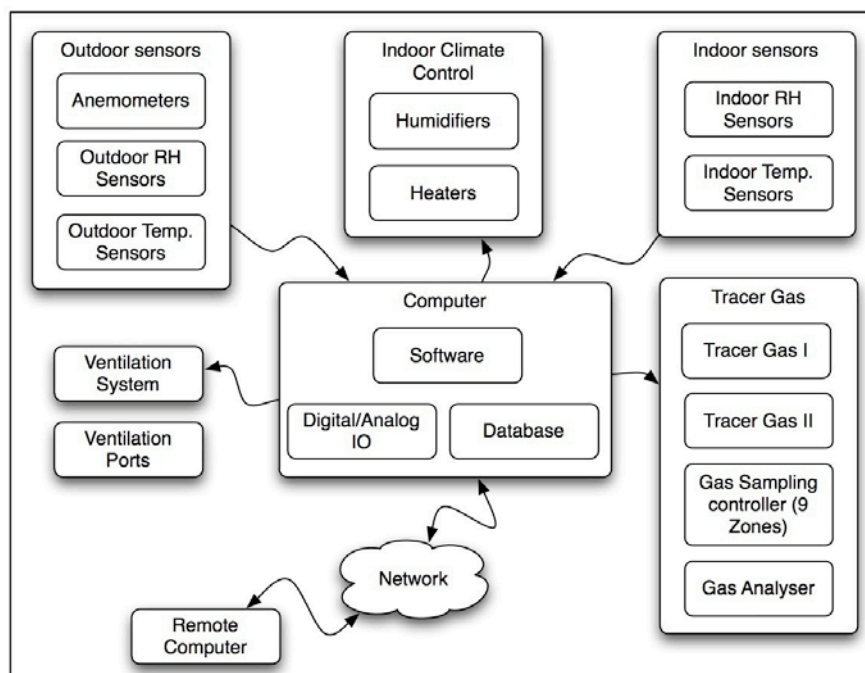 Outdoor sensors
Anemometers
Outdoor RH
Sensors
Outdoor Temp.
Sensors
Indoor Climate
Control
Humidifiers
Heaters
Indoor sensors
Indoor RH
Sensors
Indoor Temp.
Sensors
Computer
Software
Digital/Analog
IO
Database
Ventilation
System
Ventilation
Ports
Tracer Gas
Tracer Gas I
Tracer Gas II
Gas Sampling
controller (9
Zones)
Gas Analyser
Network
Remote
Computer